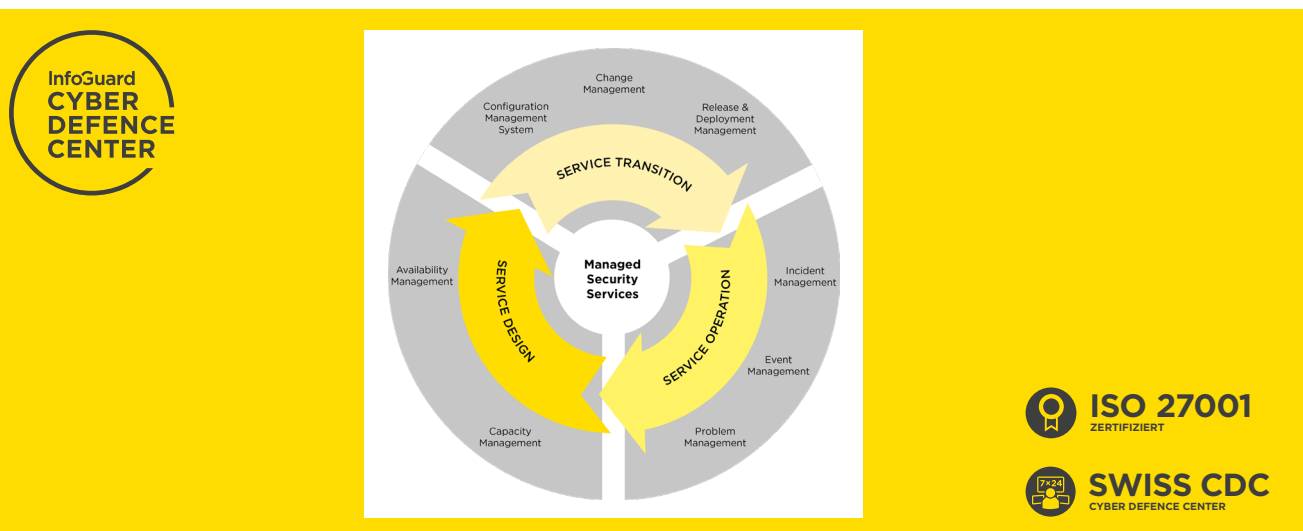 InfoGuard
CYBER
DEFENCE
CENTER
Change
Management
Configuration
Management
System
Release &
Deployment
Management
SERVICE TRANSITION
Managed
Security
Services
SERVICE DESIGN
SERVICE OPERATION
Availability
Management
Incident
Management
Event
Management
Capacity
Management
Problem
Management
ISO 27001
ZERTIFIZIERT
7×24
SWISS CDC
CYBER DEFENCE CENTER